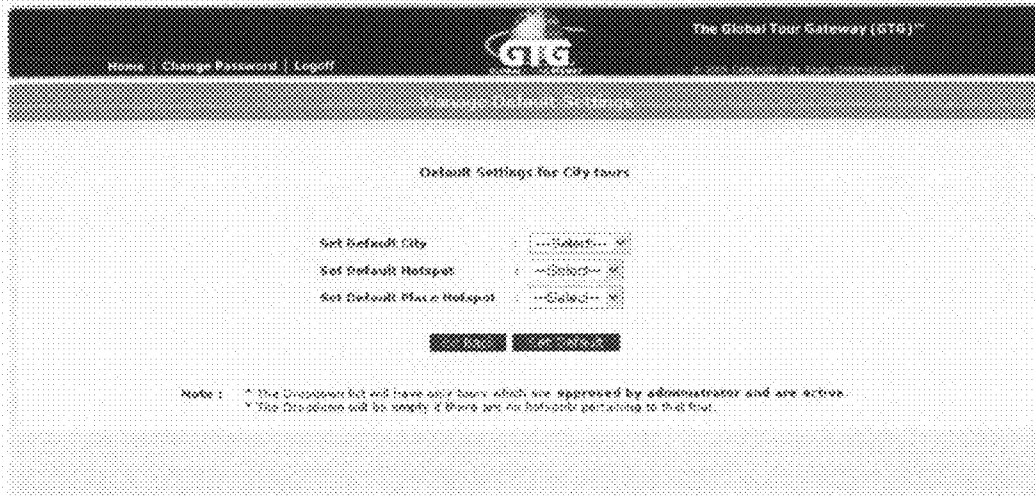 The Global Tour Gateway (GTG)™
GTG
Home | Change Password | Logoff
Default Settings for City tours
Set Default City : ---Select---
Set Default Hotspot : ---Select---
Set Default Place Hotspot : ---Select---
Note : * The Dropdown list will have only tours which are approved by administrator and are active.
* The Dropdown will be empty if there are no hotspots pertaining to that tour.